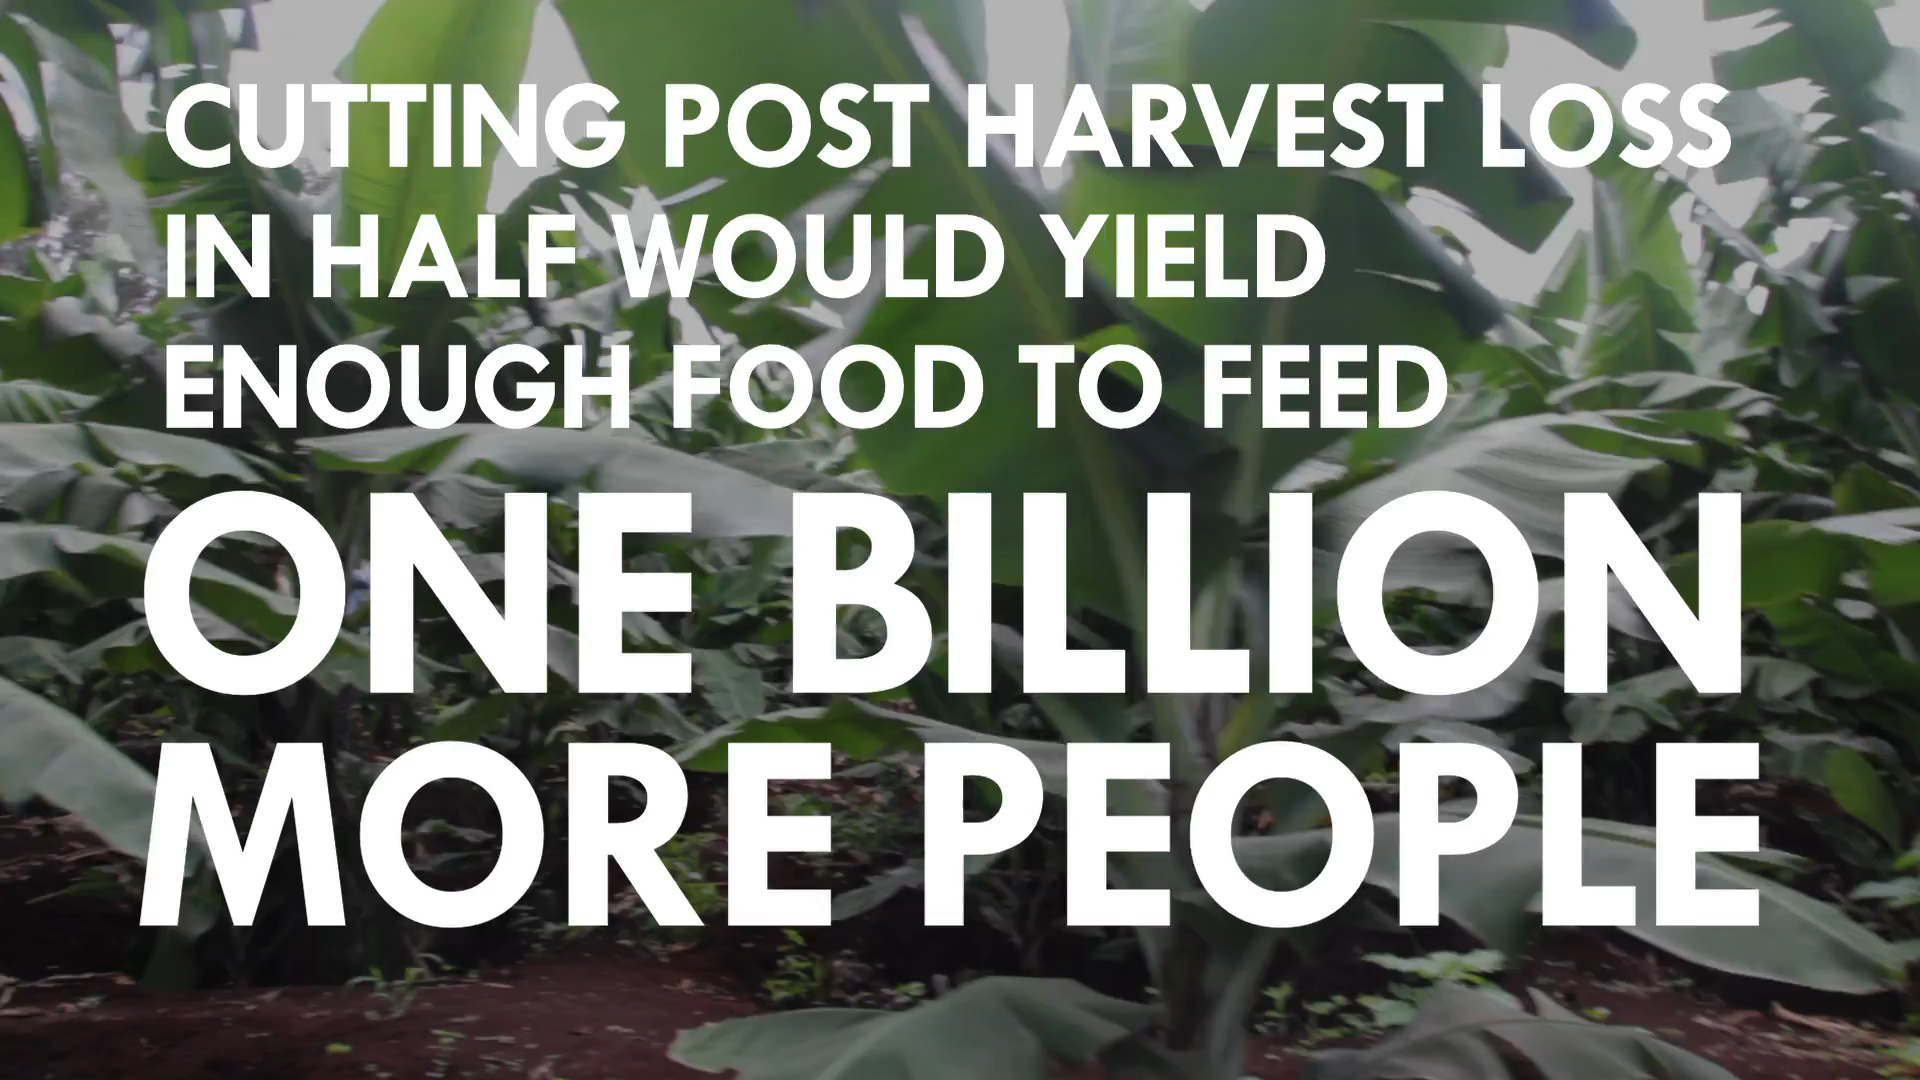 CUTTING POST HARVEST LOSS
IN HALF WOULD YIELD
ENOUGH FOOD TO FEED
ONE BILLION
MORE PEOPLE